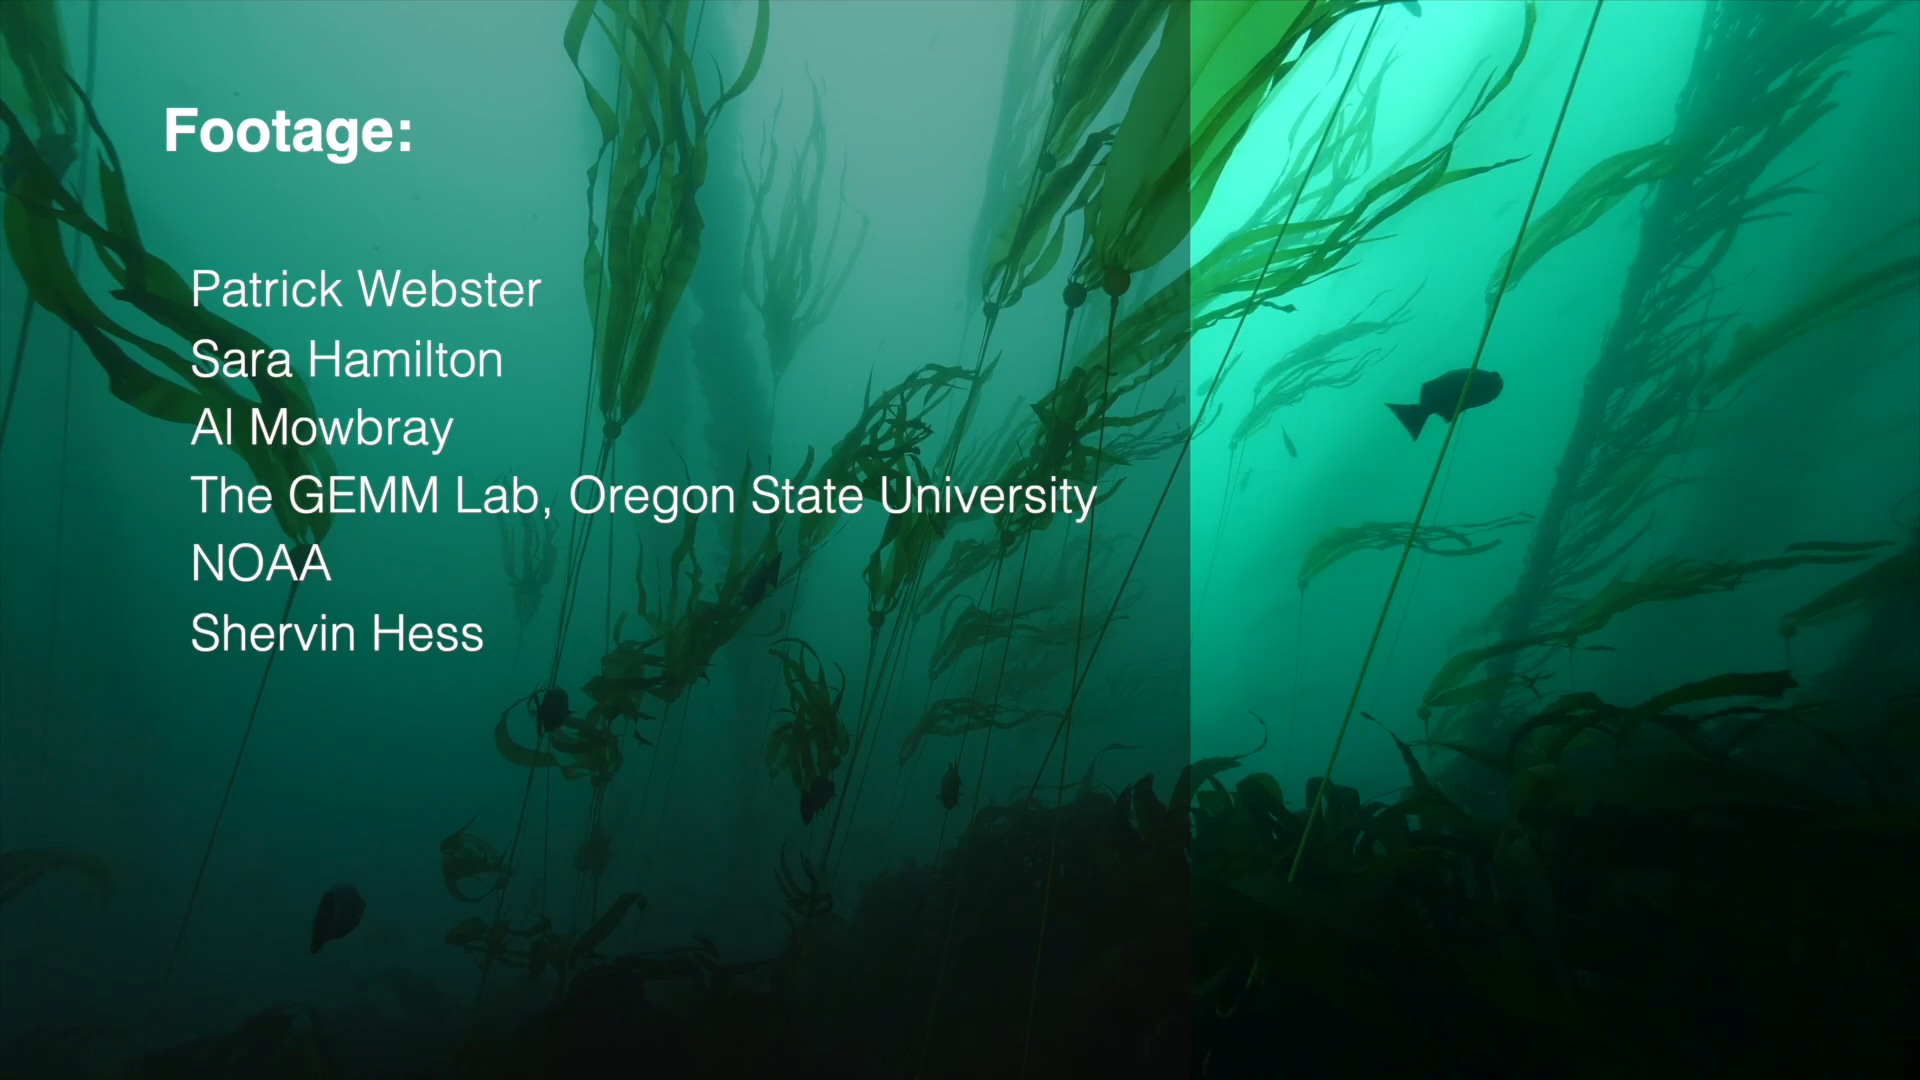 Footage:
Patrick Webster
Sara Hamilton
Al Mowbray
The GEMM Lab, Oregon State University
NOAA
Shervin Hess